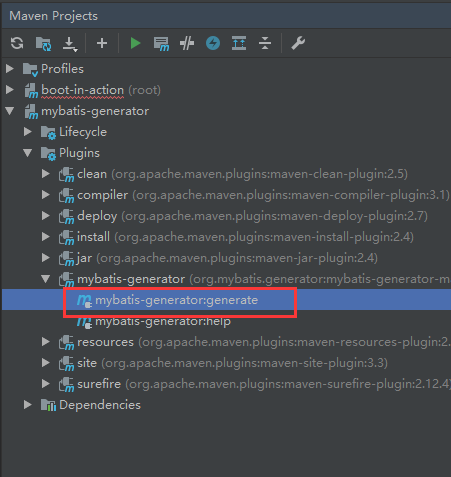 Maven Projects
Profiles
boot-in-action (root)
mybatis-generator
Lifecycle
Plugins
clean (org.apache.maven.plugins:maven-clean-plugin:2.5)
compiler (org.apache.maven.plugins:maven-compiler-plugin:3.1)
deploy (org.apache.maven.plugins:maven-deploy-plugin:2.7)
install (org.apache.maven.plugins:maven-install-plugin:2.4)
jar (org.apache.maven.plugins:maven-jar-plugin:2.4)
mybatis-generator (org.mybatis.generator:mybatis-generator-m
mybatis-generator:generate
mybatis-generator:help
resources (org.apache.maven.plugins:maven-resources-plugin:2.
site (org.apache.maven.plugins:maven-site-plugin:3.3)
surefire (org.apache.maven.plugins:maven-surefire-plugin:2.12.4)
Dependencies